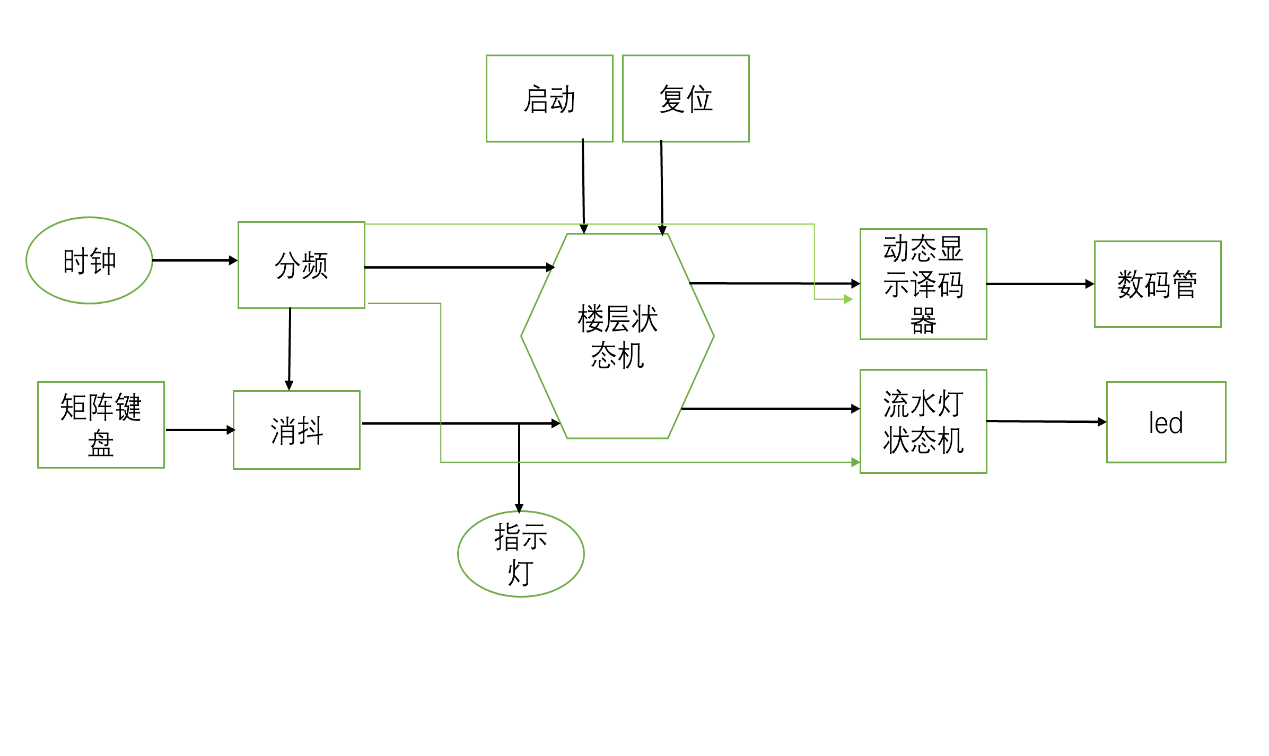 启动
复位
时钟
分频
楼层状
态机
动态显
示译码
器
数码管
矩阵键
盘
消抖
流水灯
状态机
led
指示
灯